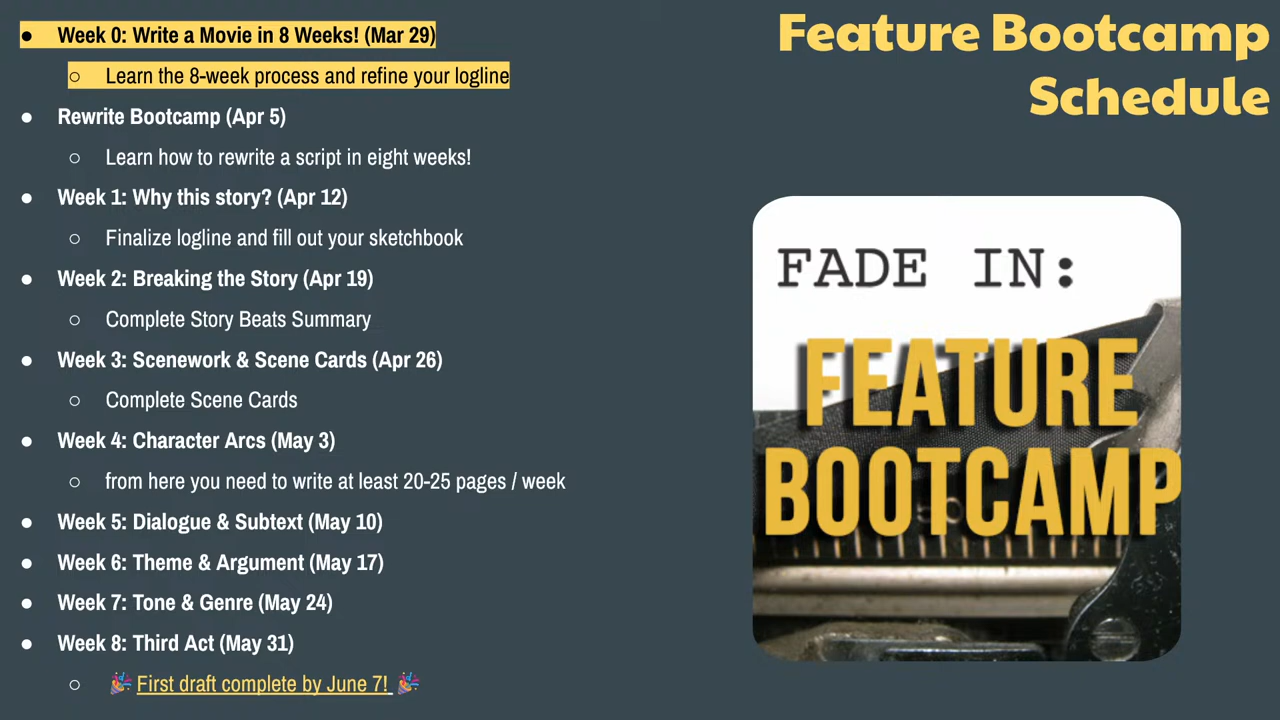 Feature Bootcamp
Schedule
● Week 0: Write a Movie in 8 Weeks! (Mar 29)
○ Learn the 8-week process and refine your logline
● Rewrite Bootcamp (Apr 5)
○ Learn how to rewrite a script in eight weeks!
● Week 1: Why this story? (Apr 12)
○ Finalize logline and fill out your sketchbook
● Week 2: Breaking the Story (Apr 19)
○ Complete Story Beats Summary
● Week 3: Scenework & Scene Cards (Apr 26)
○ Complete Scene Cards
● Week 4: Character Arcs (May 3)
○ from here you need to write at least 20-25 pages / week
● Week 5: Dialogue & Subtext (May 10)
● Week 6: Theme & Argument (May 17)
● Week 7: Tone & Genre (May 24)
● Week 8: Third Act (May 31)
○ 🎉 First draft complete by June 7! 🎉
FADE IN:
FEATURE
BOOTCAMP